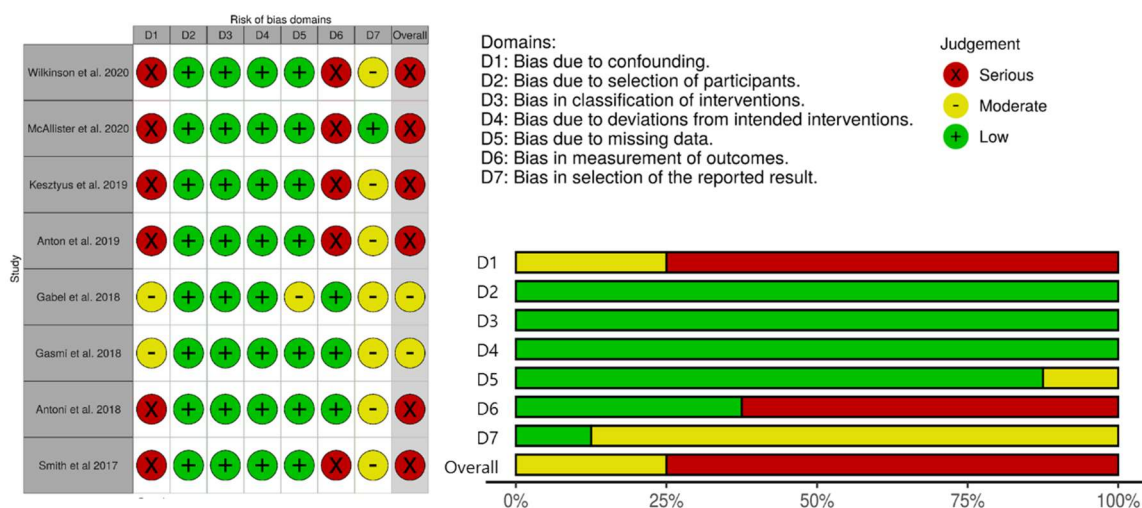 Risk of bias domains
D1 D2 D3 D4 D5 D6 D7 Overall
Study
Wilkinson et al. 2020 X + + + + X - X
McAllister et al. 2020 X + + + + X + X
Kesztyus et al. 2019 X + + + + X - X
Anton et al. 2019 X + + + + X - X
Gabel et al. 2018 - + + + - + - -
Gasmi et al. 2018 - + + + + + - -
Antoni et al. 2018 X + + + + + - X
Smith et al 2017 X + + + + X - X
Domains:
D1: Bias due to confounding.
D2: Bias due to selection of participants.
D3: Bias in classification of interventions.
D4: Bias due to deviations from intended interventions.
D5: Bias due to missing data.
D6: Bias in measurement of outcomes.
D7: Bias in selection of the reported result.
Judgement
X Serious
- Moderate
+ Low
D1
D2
D3
D4
D5
D6
D7
Overall
0% 25% 50% 75% 100%